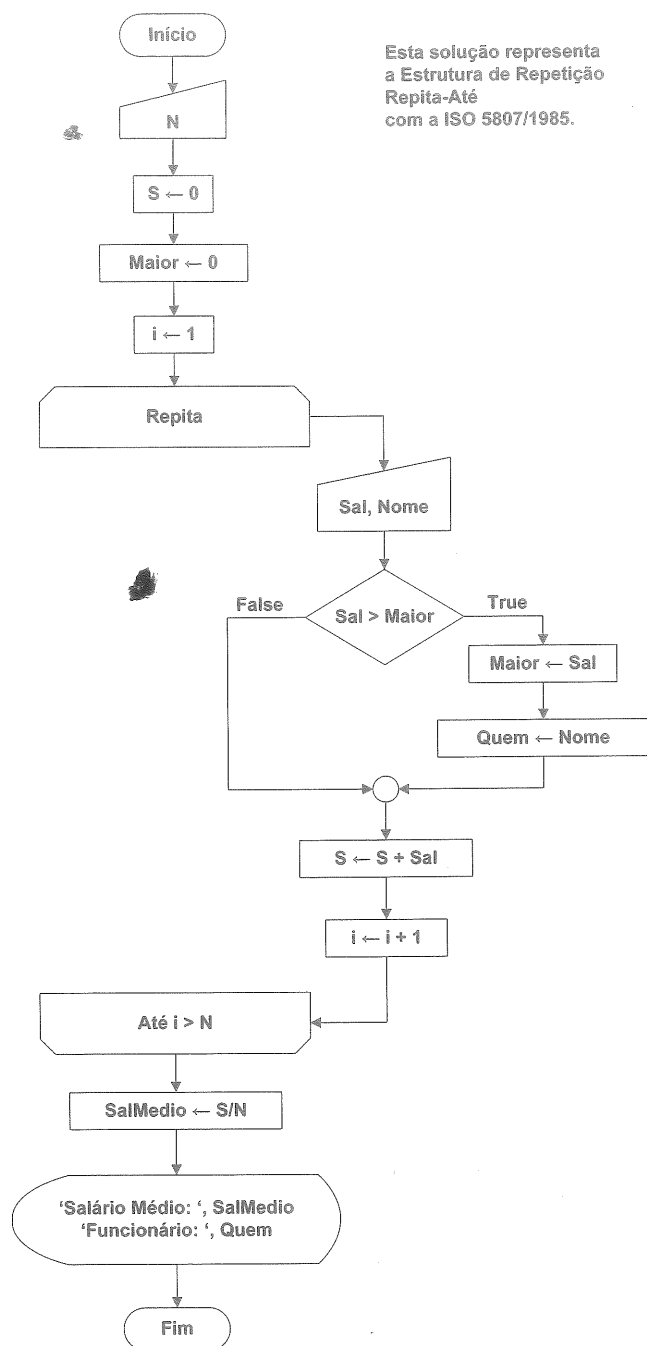 Início
Esta solução representa
a Estrutura de Repetição
Repita-Até
com a ISO 5807/1985.
N
S ← 0
Maior ← 0
i ← 1
Repita
Sal, Nome
False
Sal > Maior
True
Maior ← Sal
Quem ← Nome
S ← S + Sal
i ← i + 1
Até i > N
SalMedio ← S/N
‘Salário Médio: ‘, SalMedio
‘Funcionário: ‘, Quem
Fim